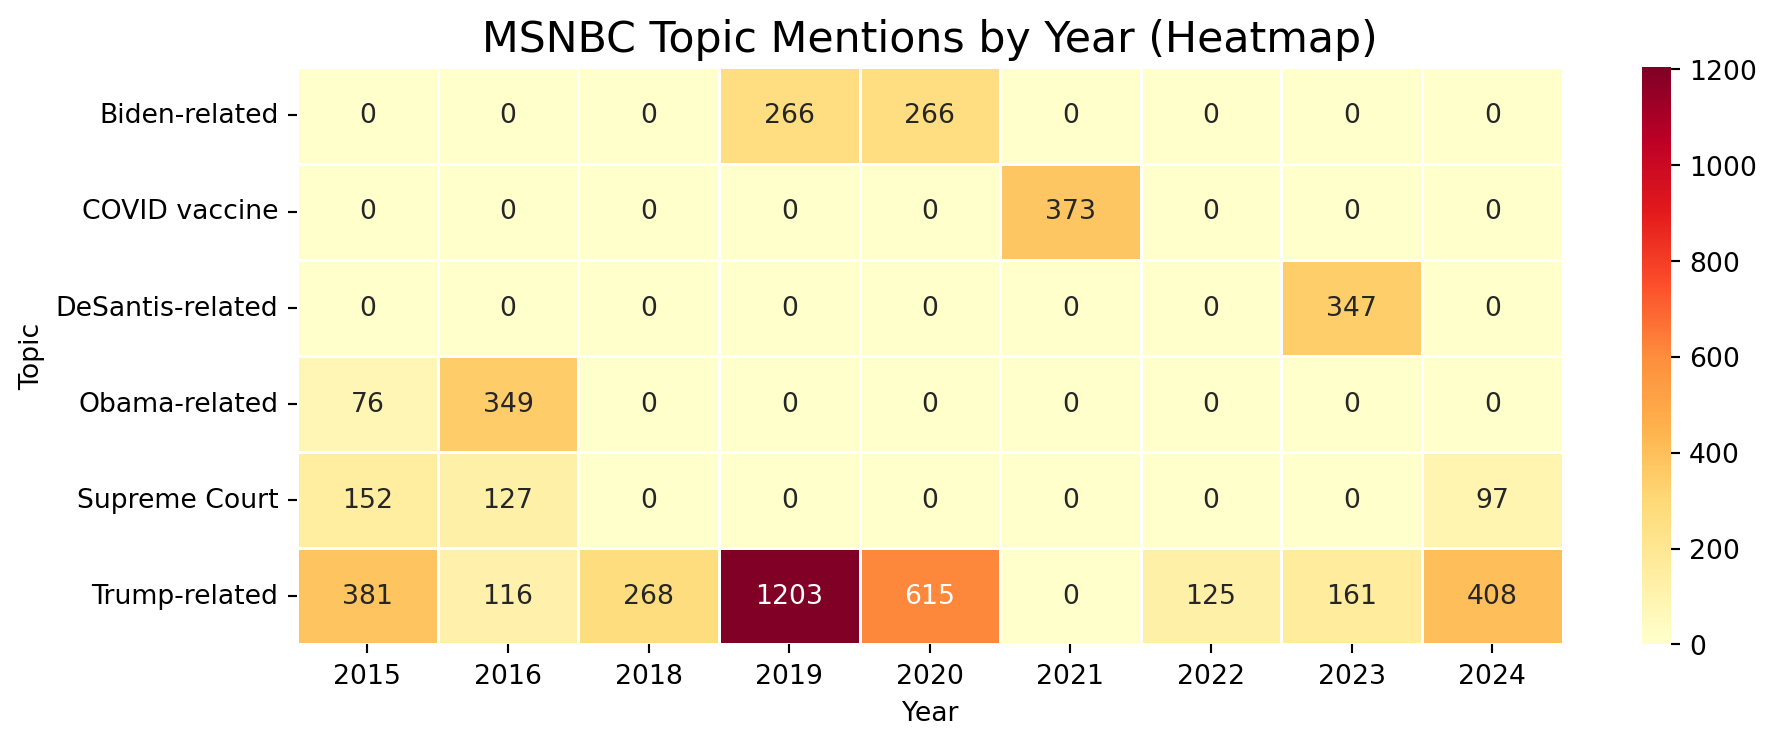 MSNBC Topic Mentions by Year (Heatmap)
Biden-related 0 0 0 266 266 0 0 0 0
COVID vaccine 0 0 0 0 0 373 0 0 0
DeSantis-related 0 0 0 0 0 0 0 347 0
Obama-related 76 349 0 0 0 0 0 0 0
Supreme Court 152 127 0 0 0 0 0 0 97
Trump-related 381 116 268 1203 615 0 125 161 408
2015 2016 2018 2019 2020 2021 2022 2023 2024
Year
Topic
1200
1000
800
600
400
200
0